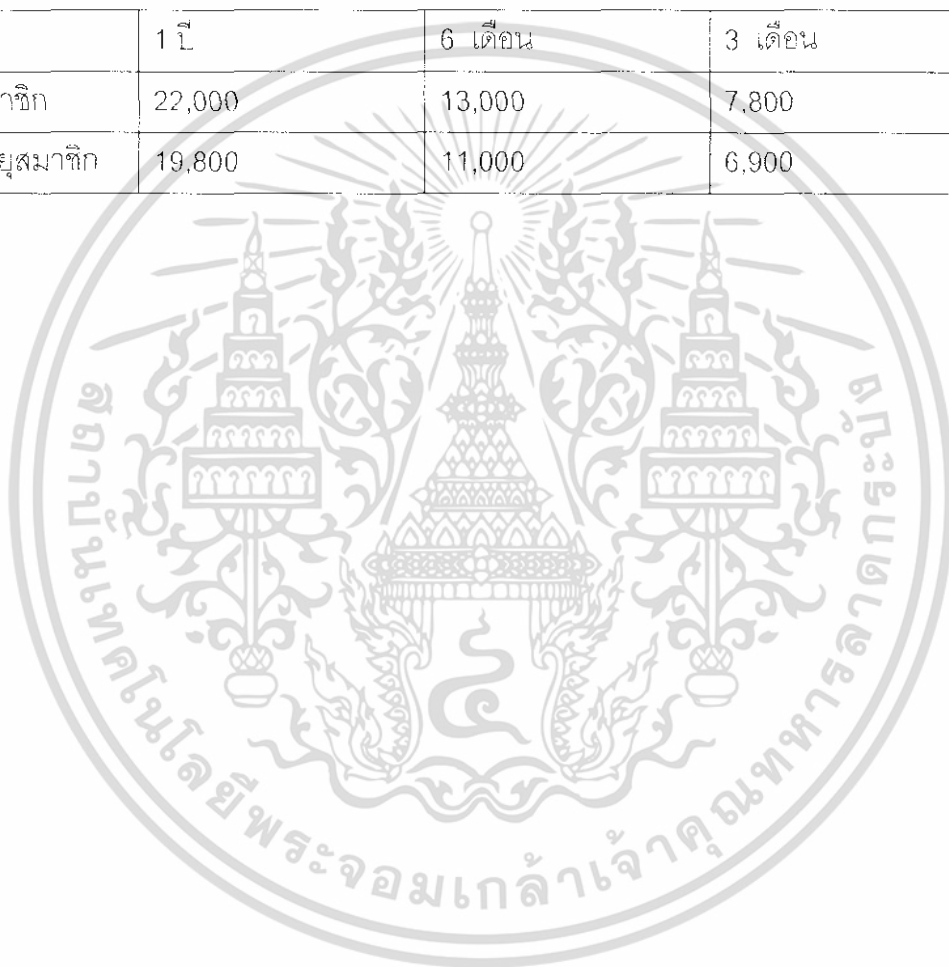 1 ปี 6 เดือน 3 เดือน
าชิก 22,000 13,000 7,800
ยุสมาชิก 19,800 11,000 6,900
สถาบันเทคโนโลยีพระจอมเกล้าเจ้าคุณทหารลาดกระบัง